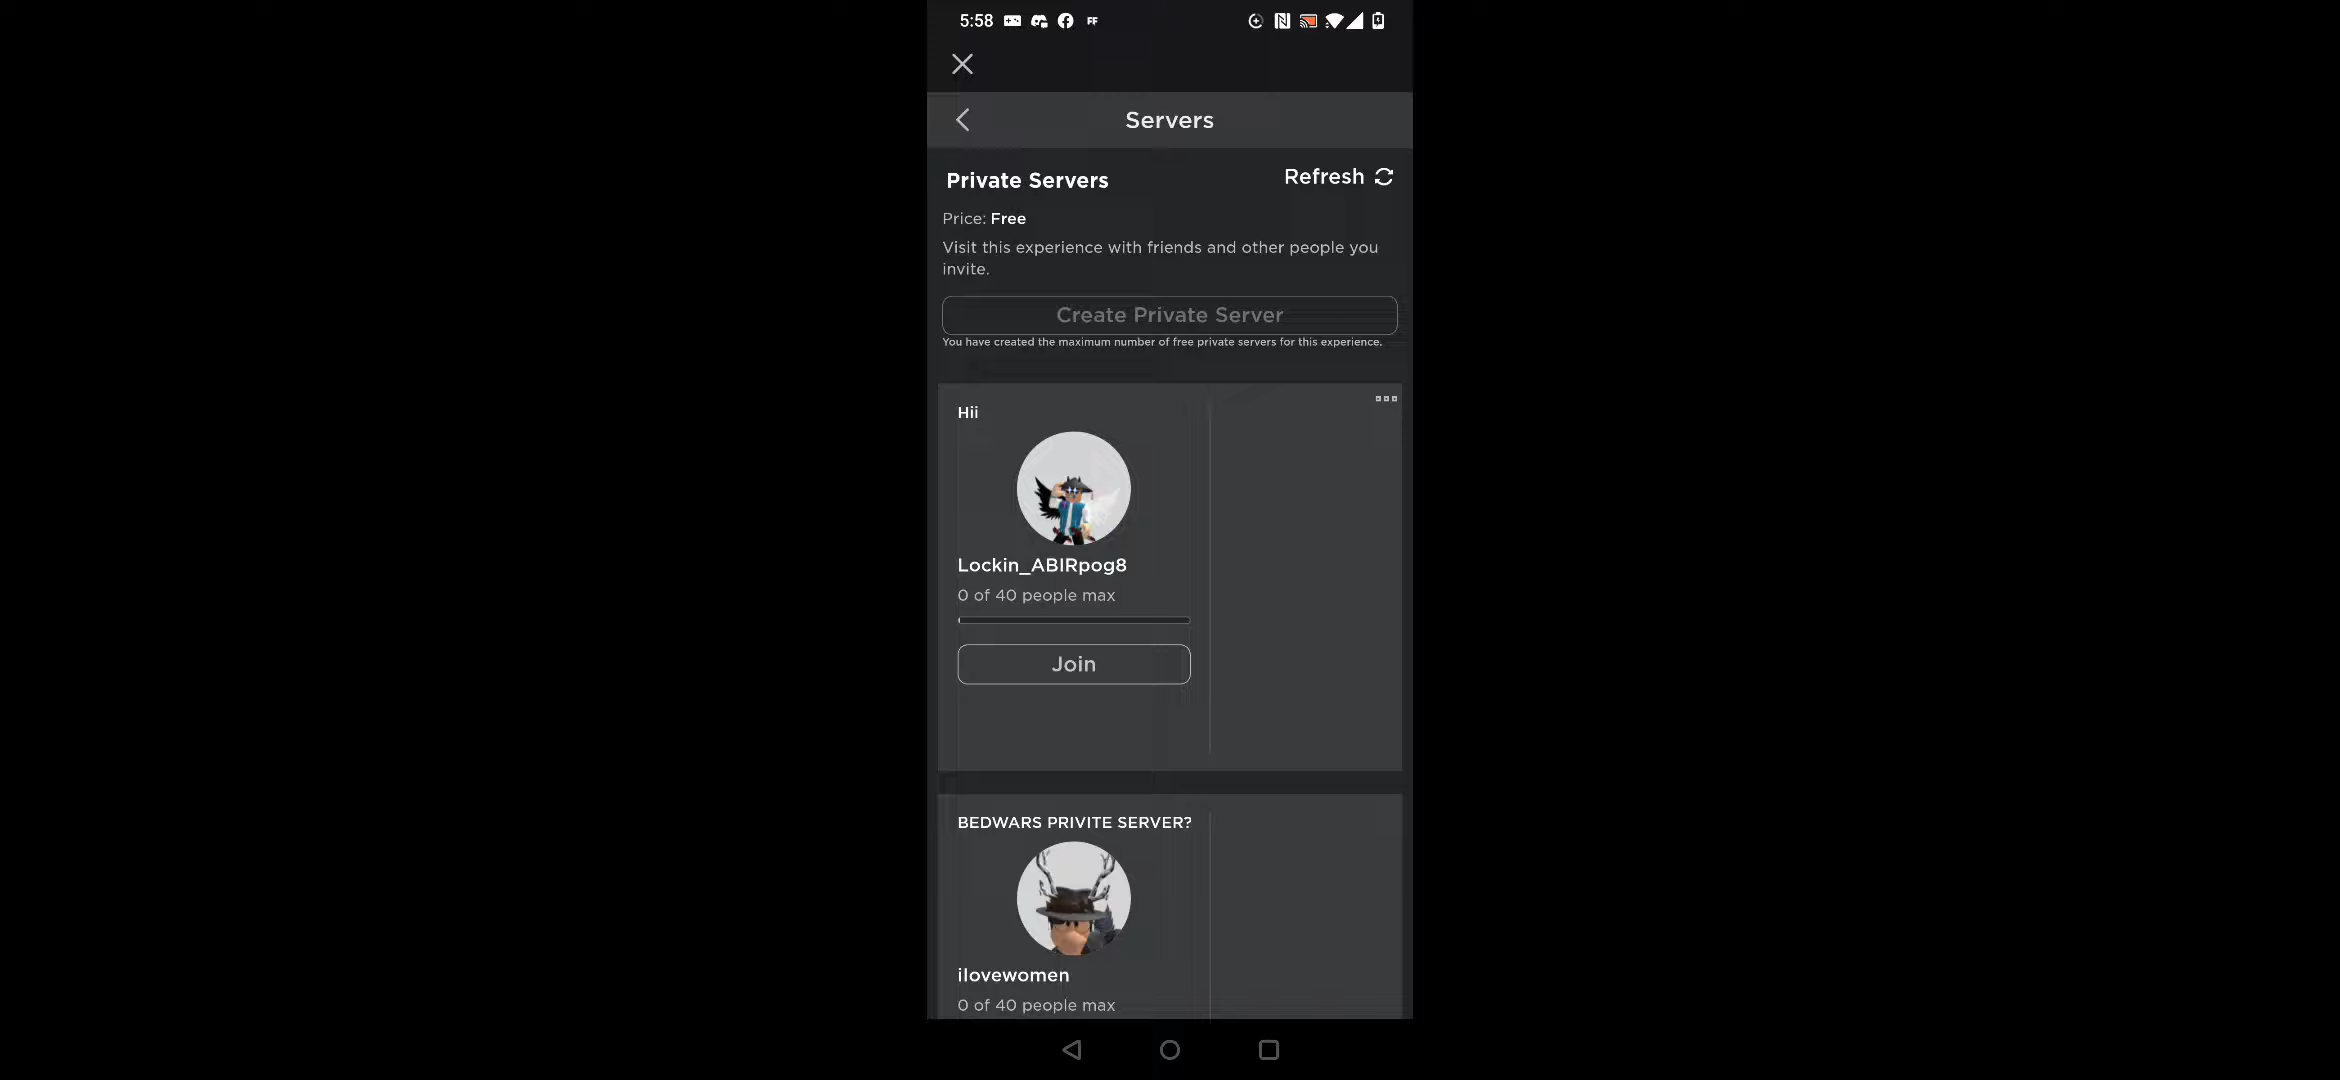 5:58
Servers
Private Servers
Refresh
Price: Free
Visit this experience with friends and other people you
invite.
Create Private Server
You have created the maximum number of free private servers for this experience.
Hii
Lockin_ABIRpog8
0 of 40 people max
Join
BEDWARS PRIVITE SERVER?
ilovewomen
0 of 40 people max